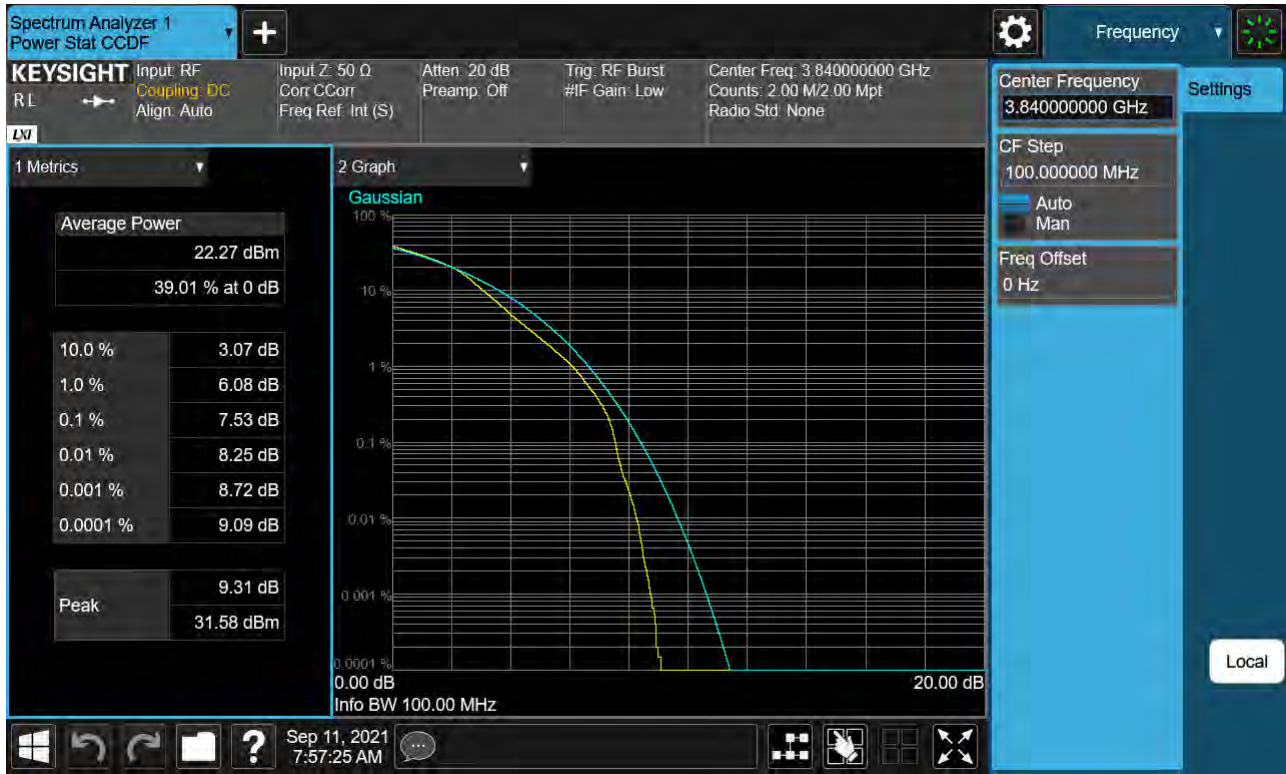 Spectrum Analyzer 1
Power Stat CCDF
+
Frequency
KEYSIGHT
RL
LXI
Input: RF
Coupling: DC
Align: Auto
Input Z: 50 Ω
Corr CCorr
Freq Ref: Int (S)
Atten: 20 dB
Preamp: Off
Trig: RF Burst
#IF Gain: Low
Center Freq: 3.840000000 GHz
Counts: 2.00 M/2.00 Mpt
Radio Std: None
Center Frequency
3.840000000 GHz
Settings
CF Step
100.000000 MHz
Auto
Man
Freq Offset
0 Hz
1 Metrics
Average Power
22.27 dBm
39.01 % at 0 dB
10.0 % 3.07 dB
1.0 % 6.08 dB
0.1 % 7.53 dB
0.01 % 8.25 dB
0.001 % 8.72 dB
0.0001 % 9.09 dB
Peak
9.31 dB
31.58 dBm
2 Graph
Gaussian
100 %
10 %
1 %
0.1 %
0.01 %
0.001 %
0.0001 %
0.00 dB 20.00 dB
Info BW 100.00 MHz
Local
?
Sep 11, 2021
7:57:25 AM